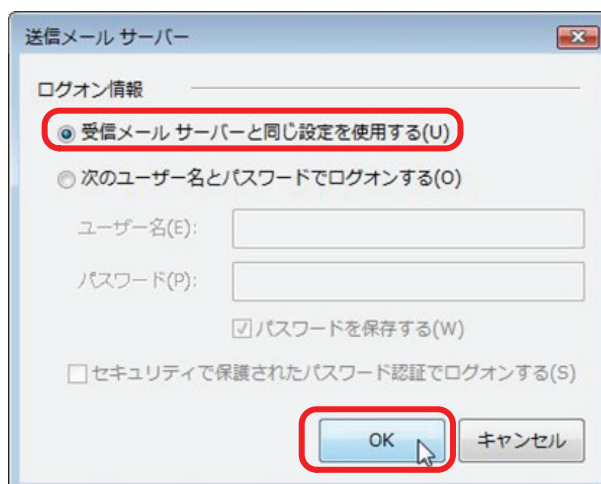 送信メール サーバー
ログオン情報
受信メール サーバーと同じ設定を使用する(U)
次のユーザー名とパスワードでログオンする(O)
ユーザー名(E):
パスワード(P):
パスワードを保存する(W)
セキュリティで保護されたパスワード認証でログオンする(S)
OK キャンセル